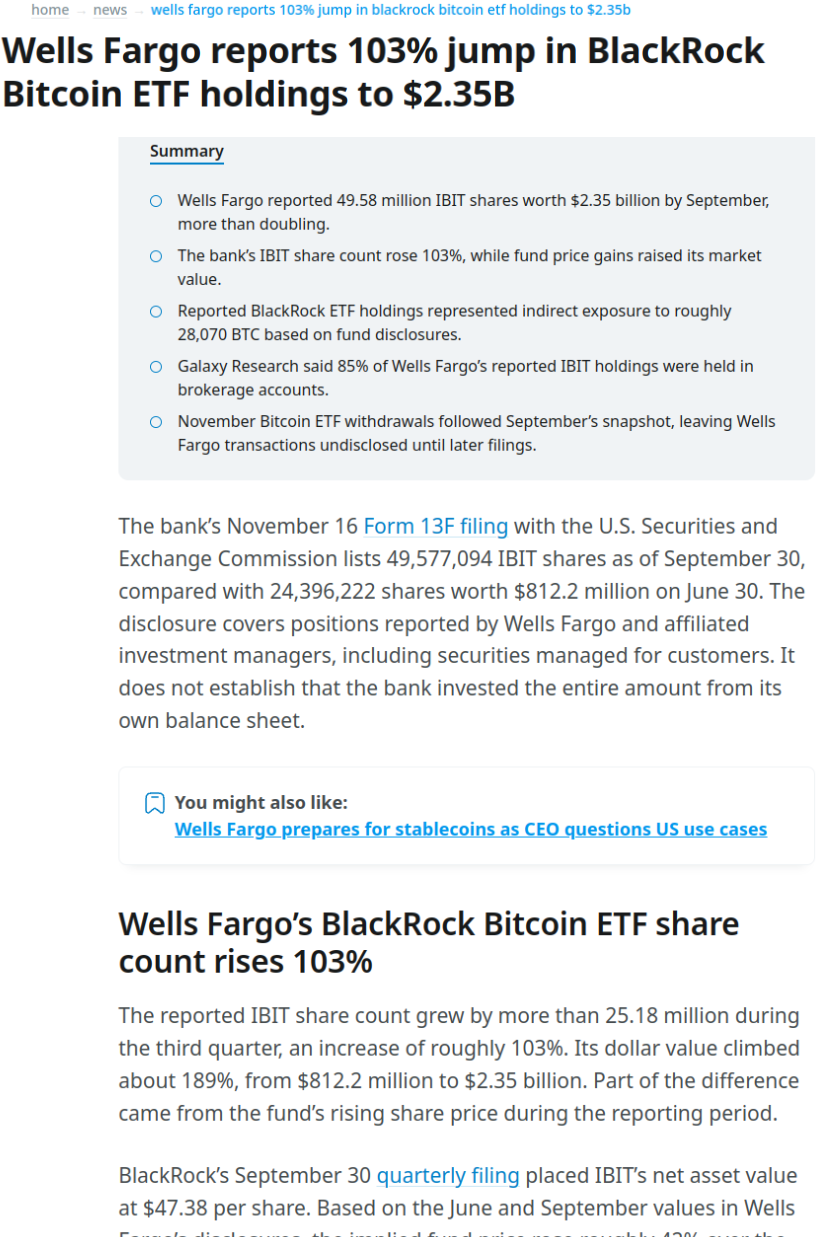 home → news → wells fargo reports 103% jump in blackrock bitcoin etf holdings to $2.35b
Wells Fargo reports 103% jump in BlackRock
Bitcoin ETF holdings to $2.35B
Summary
Wells Fargo reported 49.58 million IBIT shares worth $2.35 billion by September,
more than doubling.
The bank’s IBIT share count rose 103%, while fund price gains raised its market
value.
Reported BlackRock ETF holdings represented indirect exposure to roughly
28,070 BTC based on fund disclosures.
Galaxy Research said 85% of Wells Fargo’s reported IBIT holdings were held in
brokerage accounts.
November Bitcoin ETF withdrawals followed September’s snapshot, leaving Wells
Fargo transactions undisclosed until later filings.
The bank’s November 16 Form 13F filing with the U.S. Securities and
Exchange Commission lists 49,577,094 IBIT shares as of September 30,
compared with 24,396,222 shares worth $812.2 million on June 30. The
disclosure covers positions reported by Wells Fargo and affiliated
investment managers, including securities managed for customers. It
does not establish that the bank invested the entire amount from its
own balance sheet.
You might also like:
Wells Fargo prepares for stablecoins as CEO questions US use cases
Wells Fargo’s BlackRock Bitcoin ETF share
count rises 103%
The reported IBIT share count grew by more than 25.18 million during
the third quarter, an increase of roughly 103%. Its dollar value climbed
about 189%, from $812.2 million to $2.35 billion. Part of the difference
came from the fund’s rising share price during the reporting period.
BlackRock’s September 30 quarterly filing placed IBIT’s net asset value
at $47.38 per share. Based on the June and September values in Wells